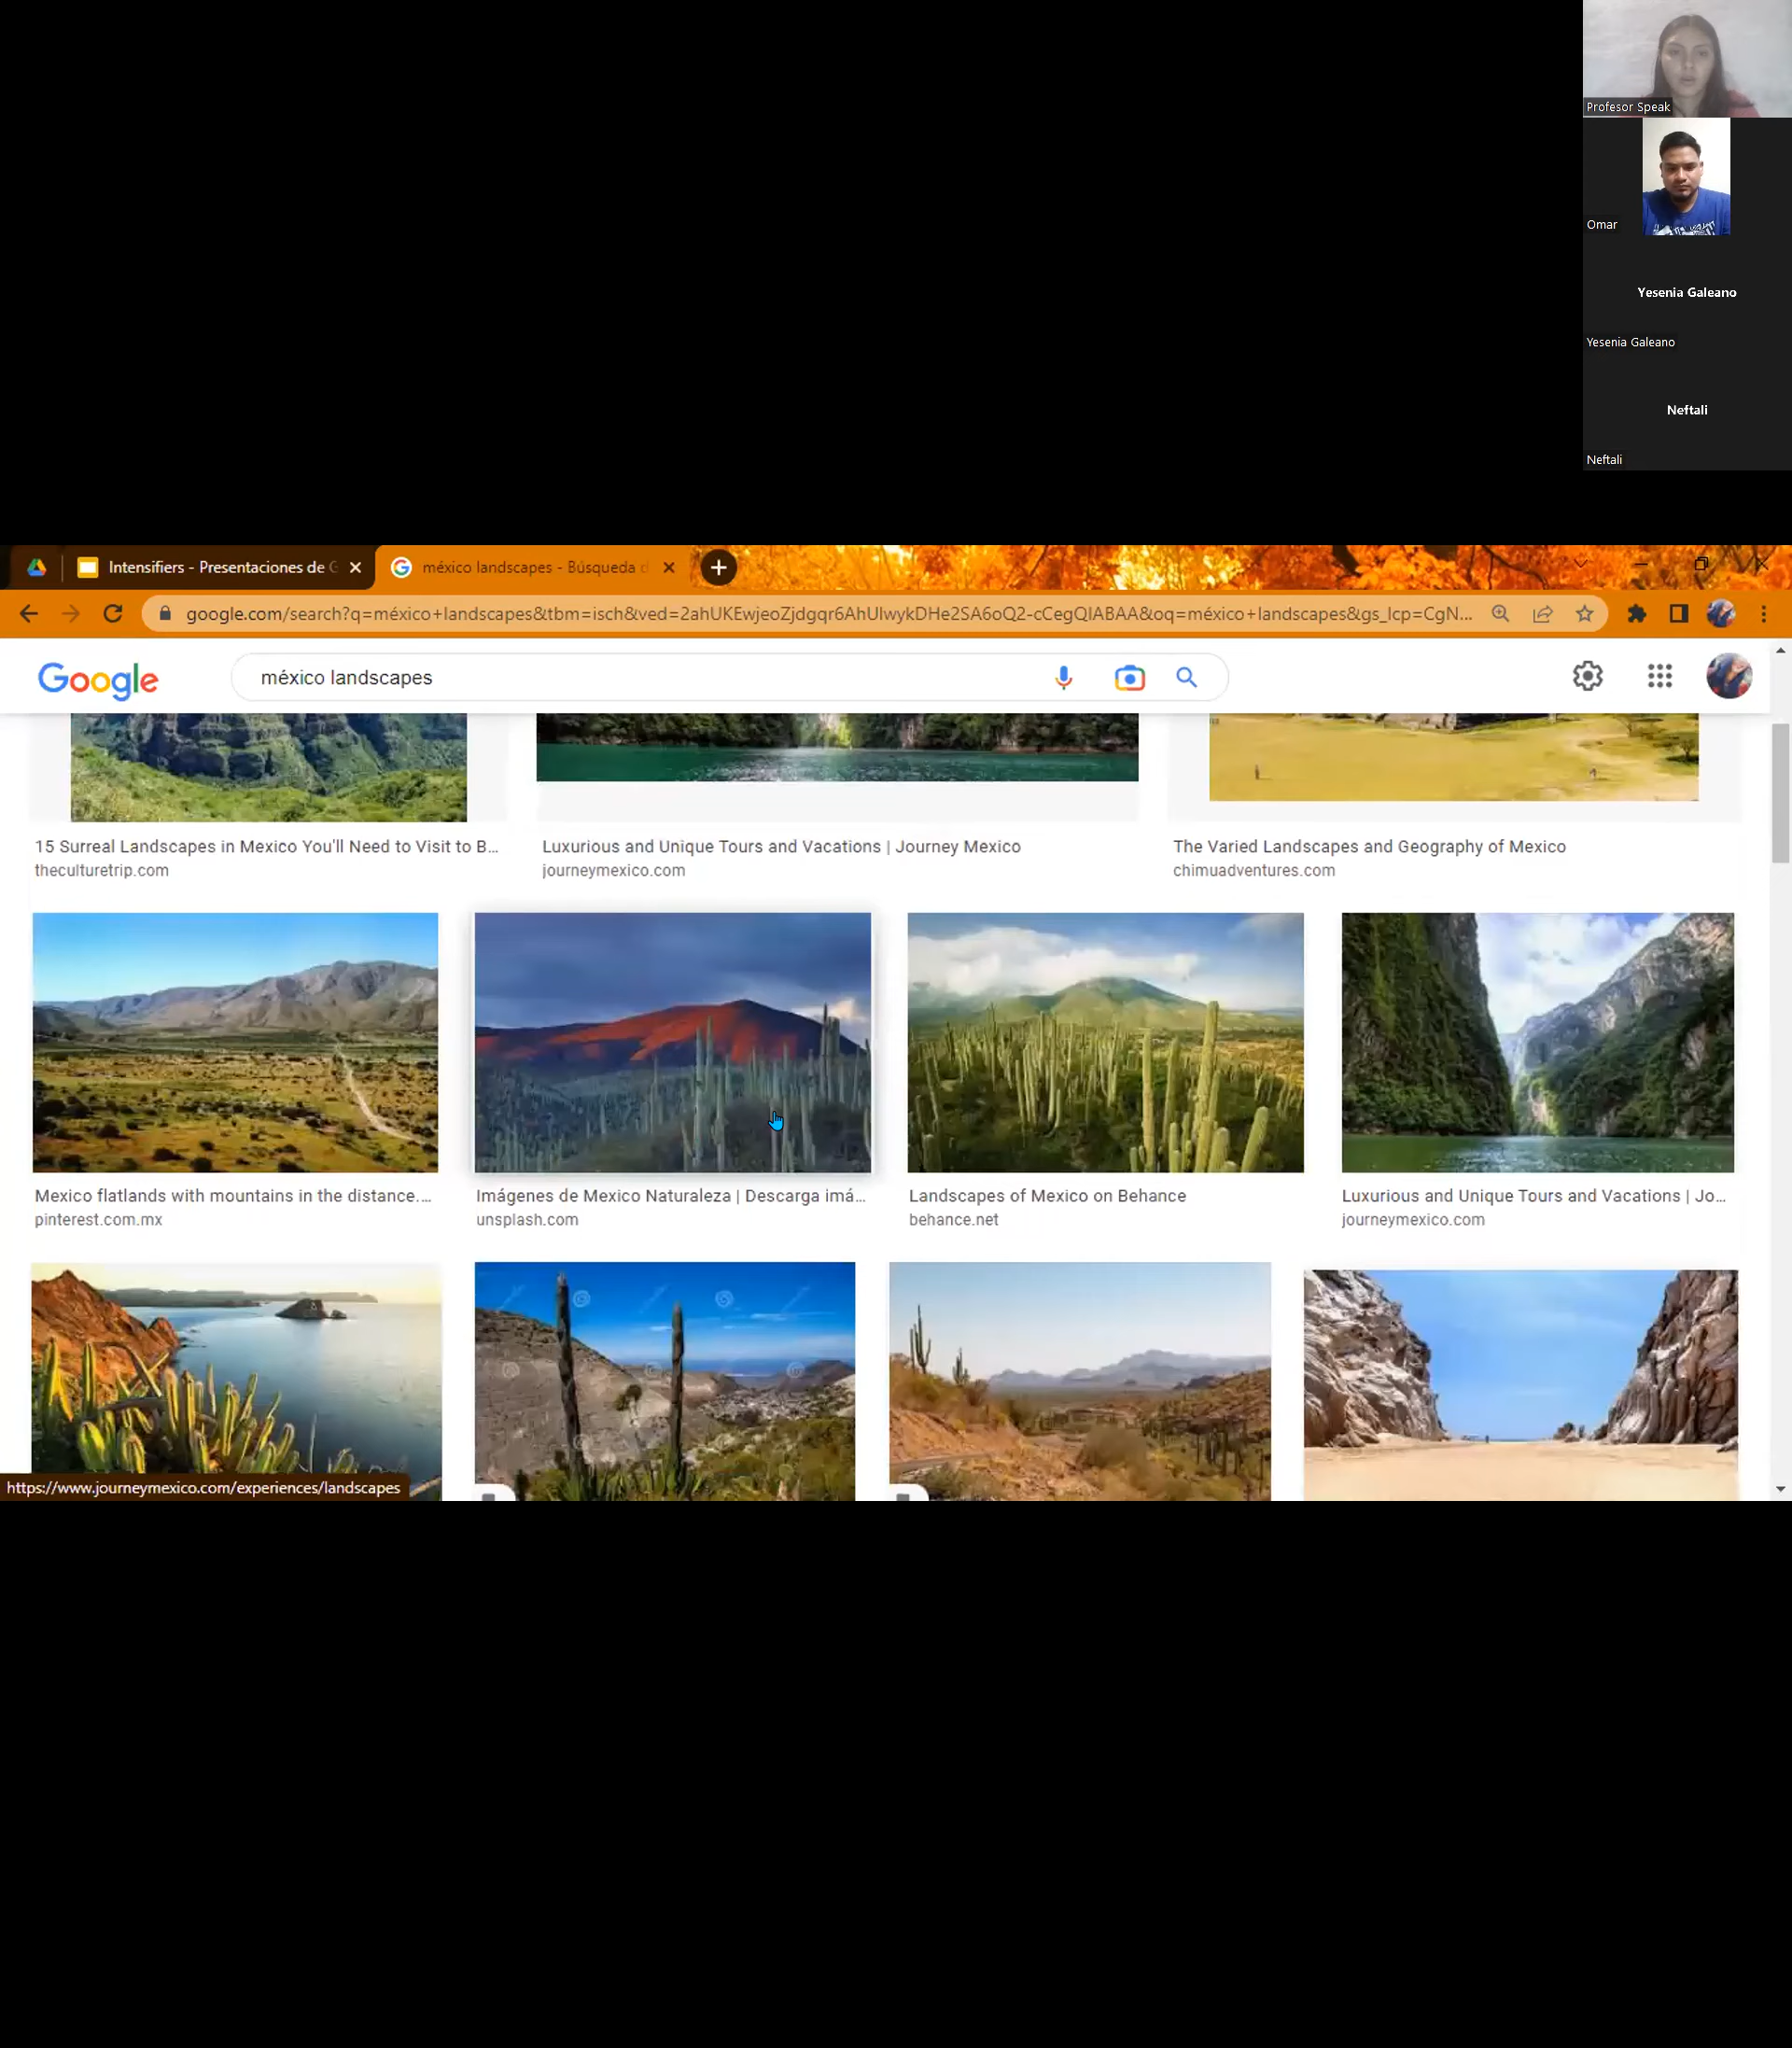 Profesor Speak
Omar
Yesenia Galeano
Yesenia Galeano
Neftali
Neftali
Intensifiers - Presentaciones de G
méxico landscapes - Búsqueda d
google.com/search?q=méxico+landscapes&tbm=isch&ved=2ahUKEwjeoZjdgqr6AhUIwykDHe2SA6oQ2-cCegQIABAA&oq=méxico+landscapes&gs_lcp=CgN...
Google
méxico landscapes
15 Surreal Landscapes in Mexico You'll Need to Visit to B...
theculturetrip.com
Luxurious and Unique Tours and Vacations | Journey Mexico
journeymexico.com
The Varied Landscapes and Geography of Mexico
chimuadventures.com
Mexico flatlands with mountains in the distance....
pinterest.com.mx
Imágenes de Mexico Naturaleza | Descarga imá...
unsplash.com
Landscapes of Mexico on Behance
behance.net
Luxurious and Unique Tours and Vacations | Jo...
journeymexico.com
https://www.journeymexico.com/experiences/landscapes